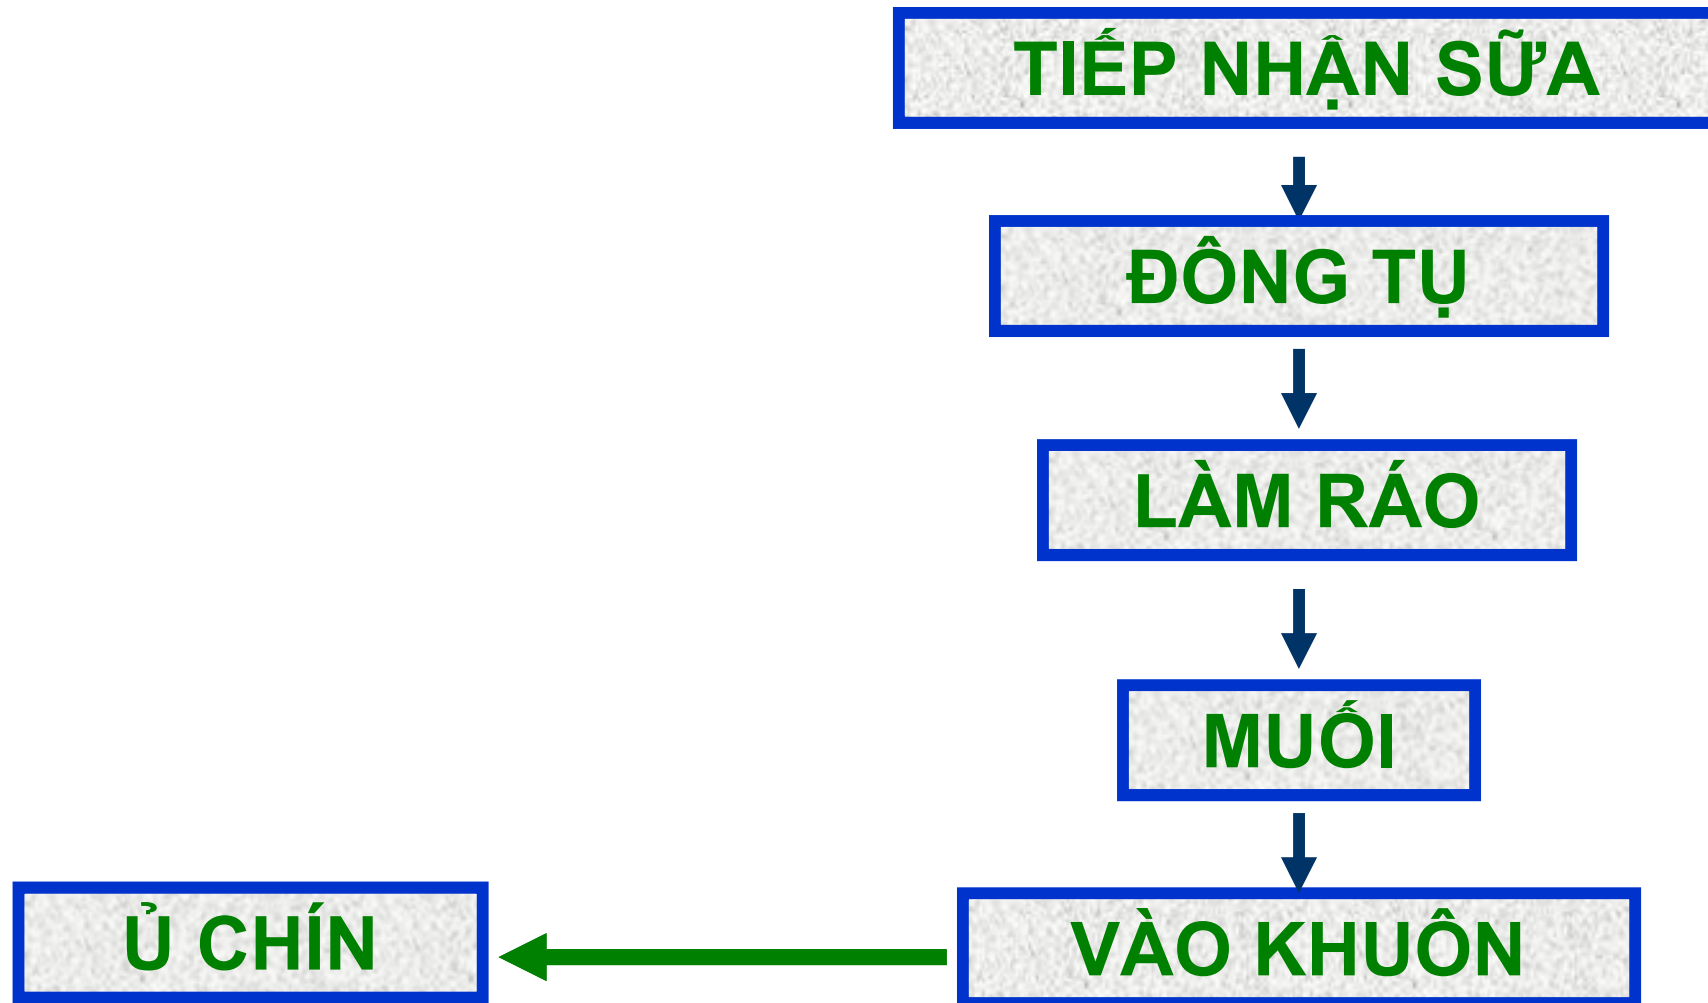 TIẾP NHẬN SỮA
ĐÔNG TỤ
LÀM RÁO
MUỐI
VÀO KHUÔN
Ủ CHÍN